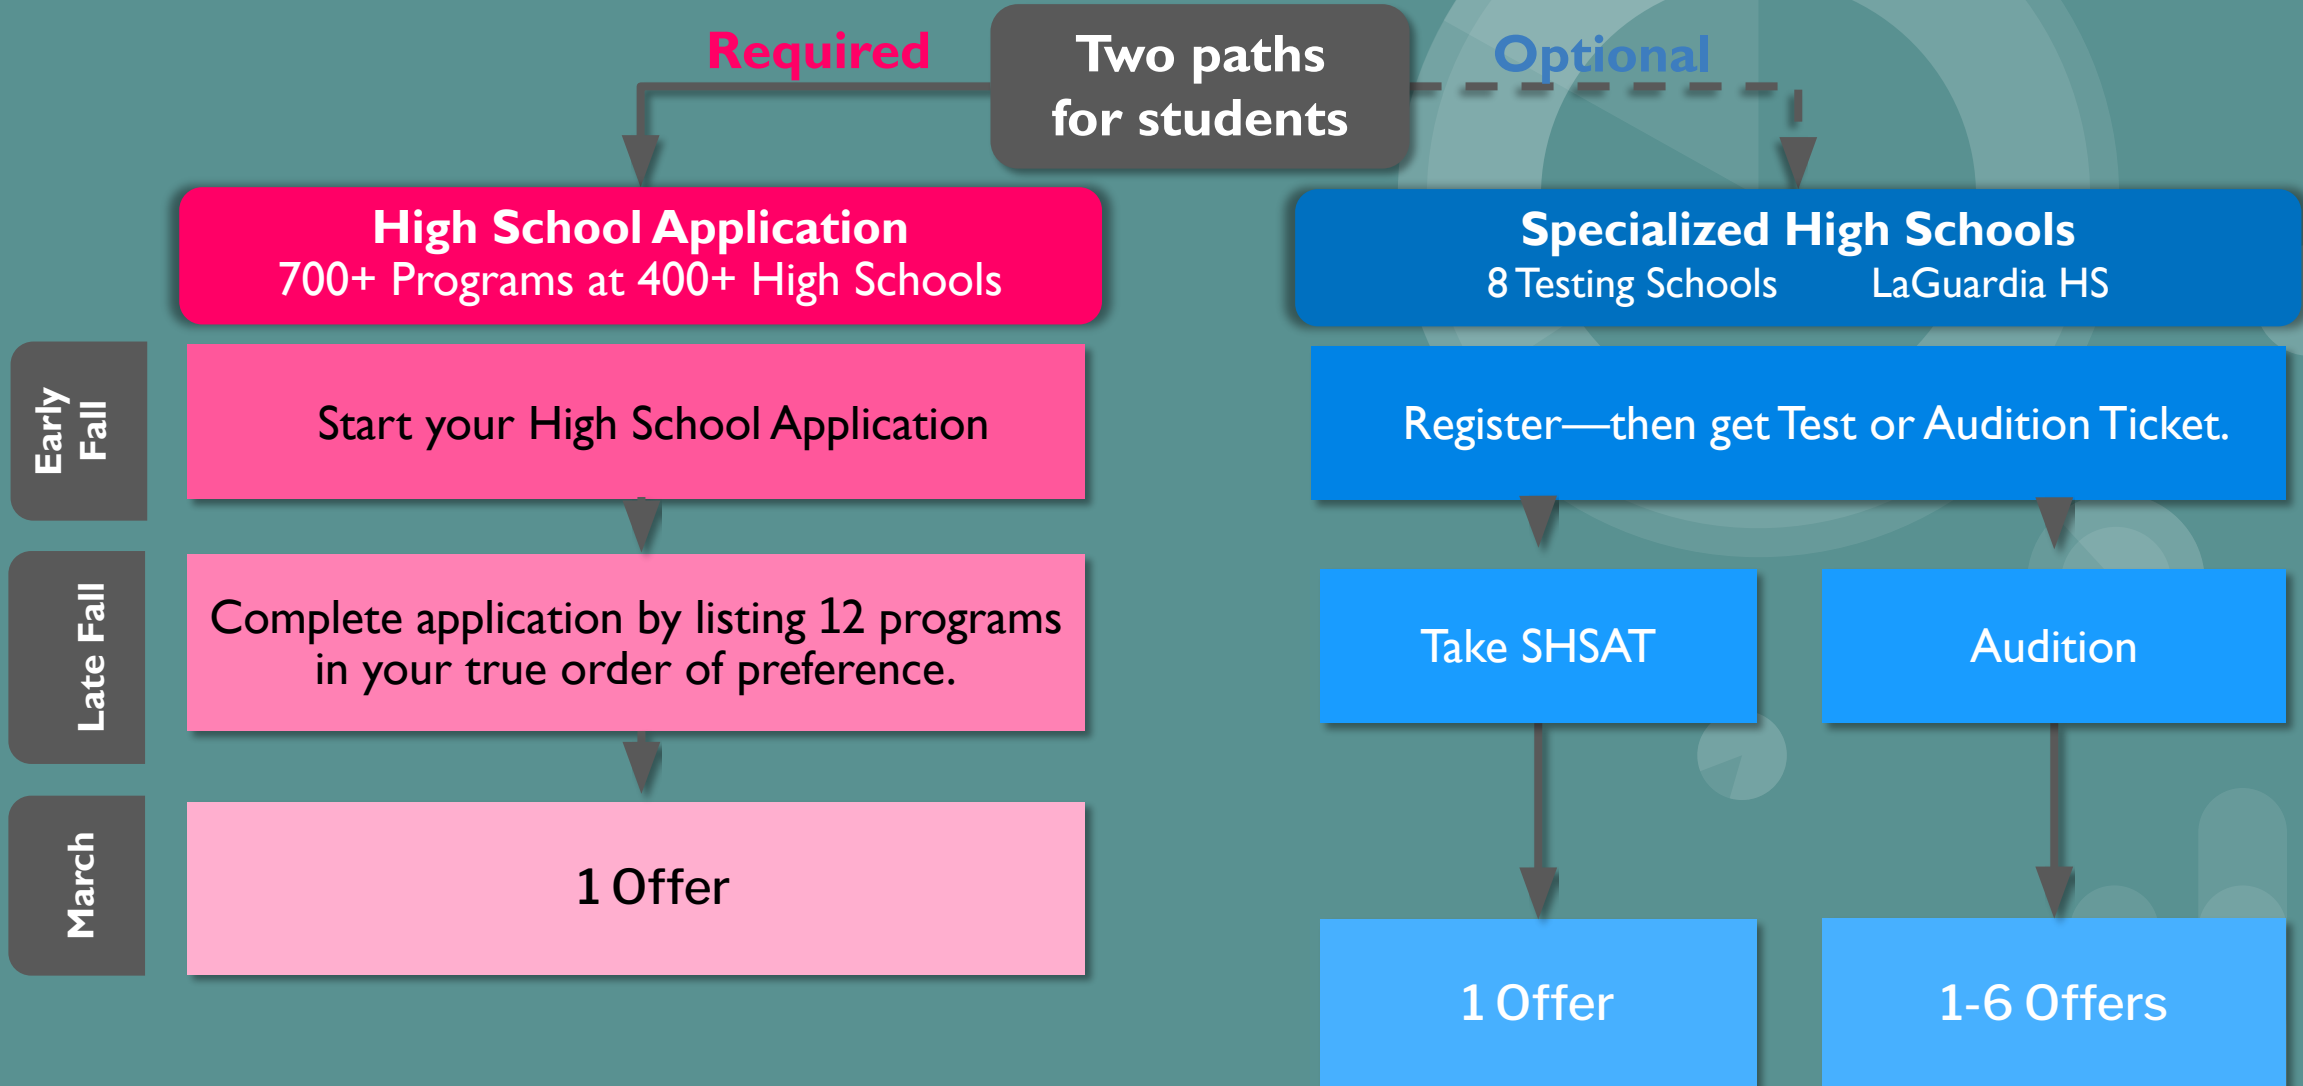 Required
Two paths
for students
Optional
High School Application
700+ Programs at 400+ High Schools
Specialized High Schools
8 Testing Schools LaGuardia HS
Early
Fall
Start your High School Application
Register—then get Test or Audition Ticket.
Late Fall
Complete application by listing 12 programs
in your true order of preference.
Take SHSAT
Audition
March
1 Offer
1 Offer
1-6 Offers